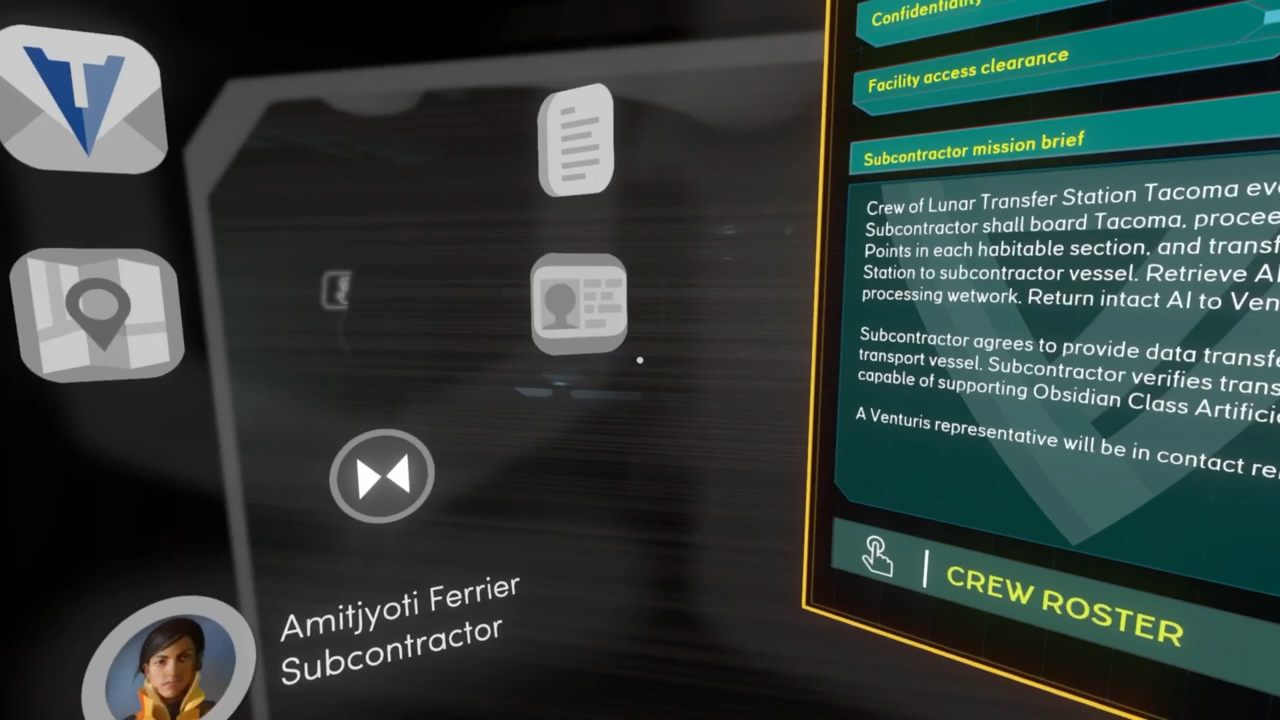 T
Confidentiality
Facility access clearance
Subcontractor mission brief
Crew of Lunar Transfer Station Tacoma
Subcontractor shall board Tacoma,
Points in each habitable section, and
Station to subcontractor vessel. Retrieve
processing wetwork. Return intact AI to
Subcontractor agrees to provide data
transport vessel. Subcontractor verifies
capable of supporting Obsidian Class
A Venturis representative will be in contact
CREW ROSTER
Amitjyoti Ferrier
Subcontractor